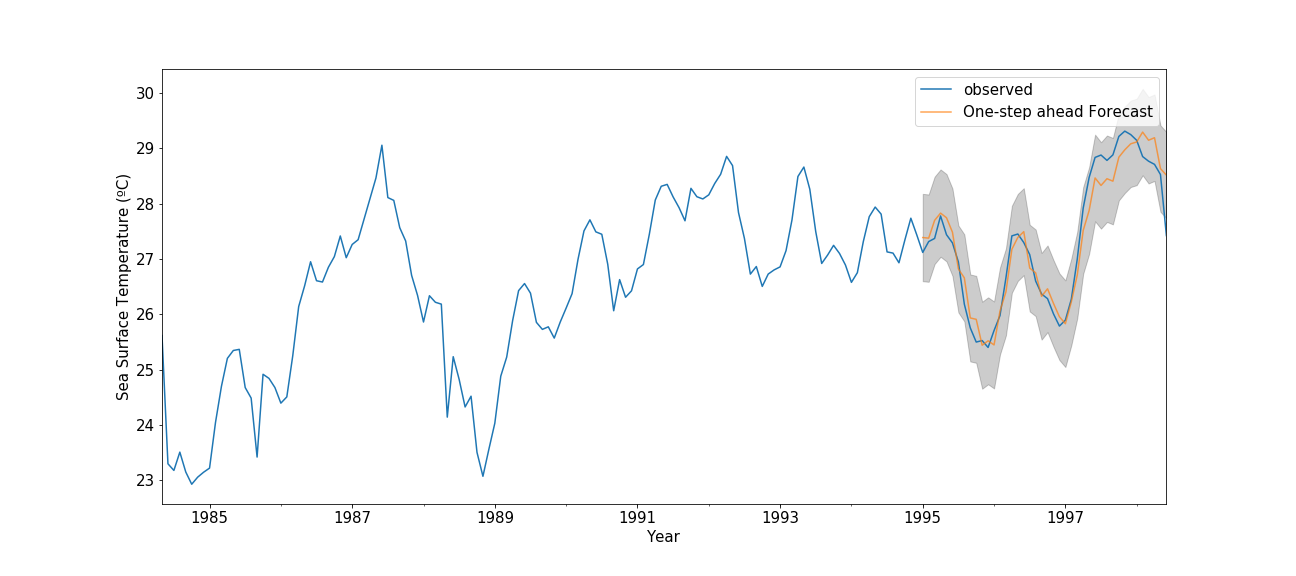 observed
One-step ahead Forecast
30
29
28
27
26
25
24
23
Sea Surface Temperature (ºC)
1985 1987 1989 1991 1993 1995 1997
Year